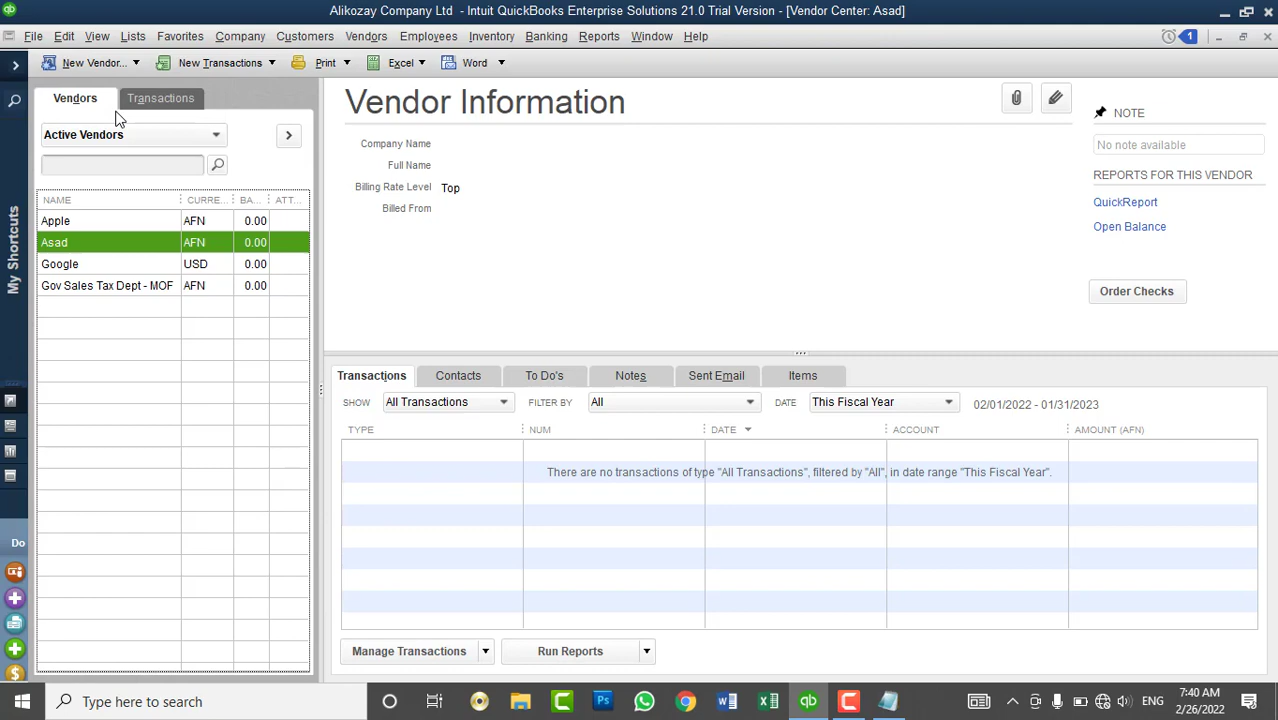 Alikozay Company Ltd - Intuit QuickBooks Enterprise Solutions 21.0 Trial Version - [Vendor Center: Asad]
File Edit View Lists Favorites Company Customers Vendors Employees Inventory Banking Reports Window Help 1
New Vendor... New Transactions Print Excel Word
Vendors Transactions
Active Vendors
NAME CURRE... BA... ATT...
Apple AFN 0.00
Asad AFN 0.00
Google USD 0.00
Gov Sales Tax Dept - MOF AFN 0.00
My Shortcuts
Do
Vendor Information
Company Name
Full Name
Billing Rate Level Top
Billed From
NOTE
No note available
REPORTS FOR THIS VENDOR
QuickReport
Open Balance
Order Checks
Transactions Contacts To Do's Notes Sent Email Items
SHOW All Transactions FILTER BY All DATE This Fiscal Year 02/01/2022 - 01/31/2023
TYPE NUM DATE ACCOUNT AMOUNT (AFN)
There are no transactions of type "All Transactions", filtered by "All", in date range "This Fiscal Year".
Manage Transactions Run Reports
Type here to search
ENG
7:40 AM
2/26/2022